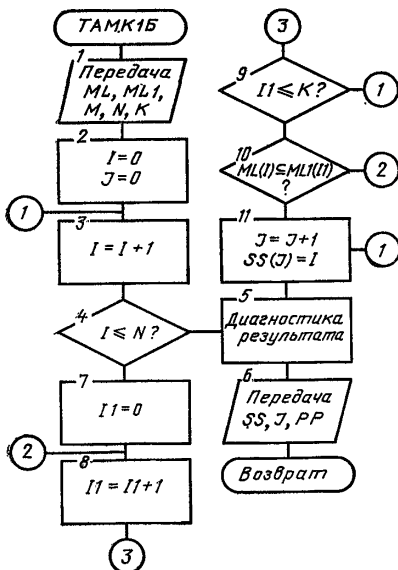 ТАМ.К1Б
1
Передача
ML, ML1,
M, N, K
2
I=0
J=0
1
3
I=I+1
4
I⩽N?
7
I1=0
2
8
I1=I1+1
3
3
9
I1⩽K?
1
10
ML(I)⊆ML1(I1)
?
2
11
J=J+1
SS(J)=I
1
5
Диагностика
результата
6
Передача
SS, J, PP
Возврат